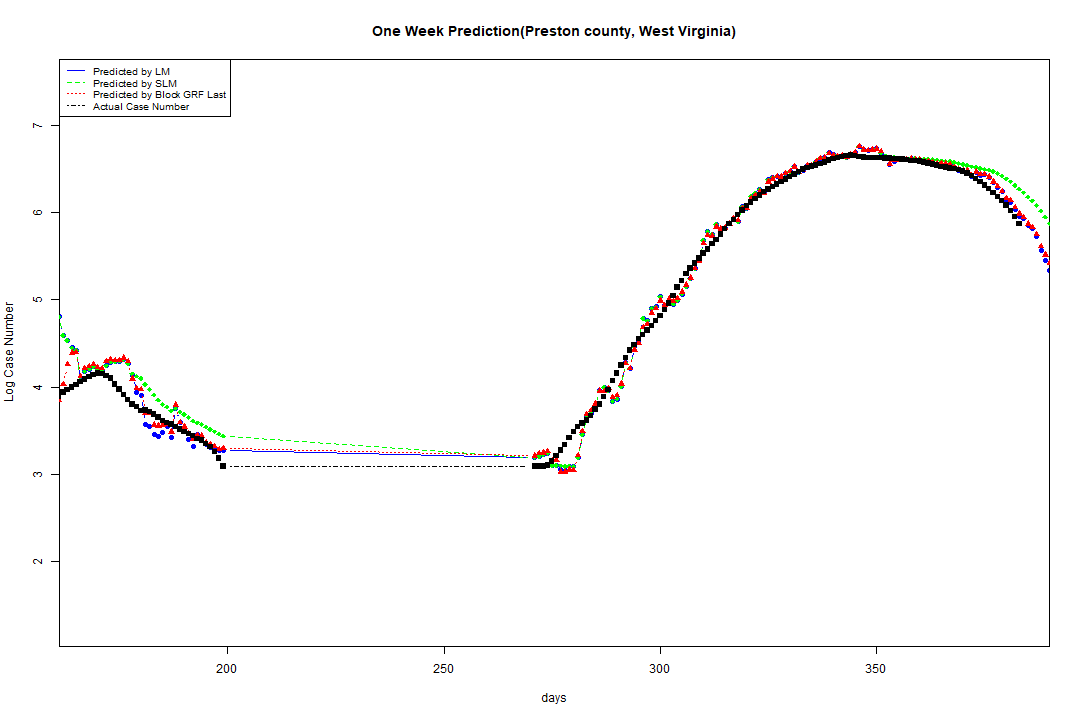 One Week Prediction(Preston county, West Virginia)
Predicted by LM
Predicted by SLM
Predicted by Block GRF Last
Actual Case Number
Log Case Number
7
6
5
4
3
2
200 250 300 350
days